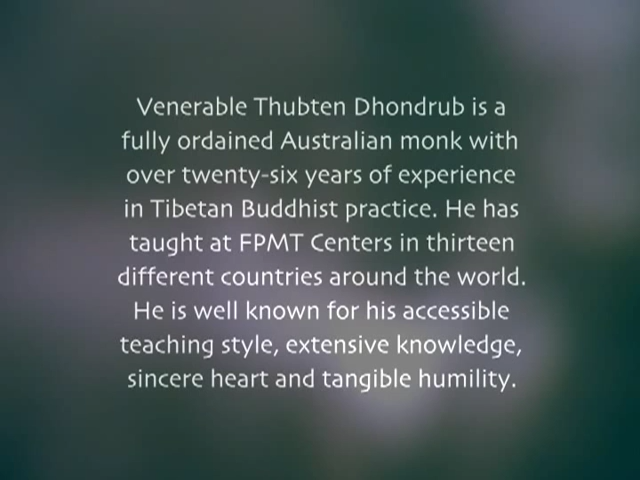 Venerable Thubten Dhondrub is a
fully ordained Australian monk with
over twenty-six years of experience
in Tibetan Buddhist practice. He has
taught at FPMT Centers in thirteen
different countries around the world.
He is well known for his accessible
teaching style, extensive knowledge,
sincere heart and tangible humility.